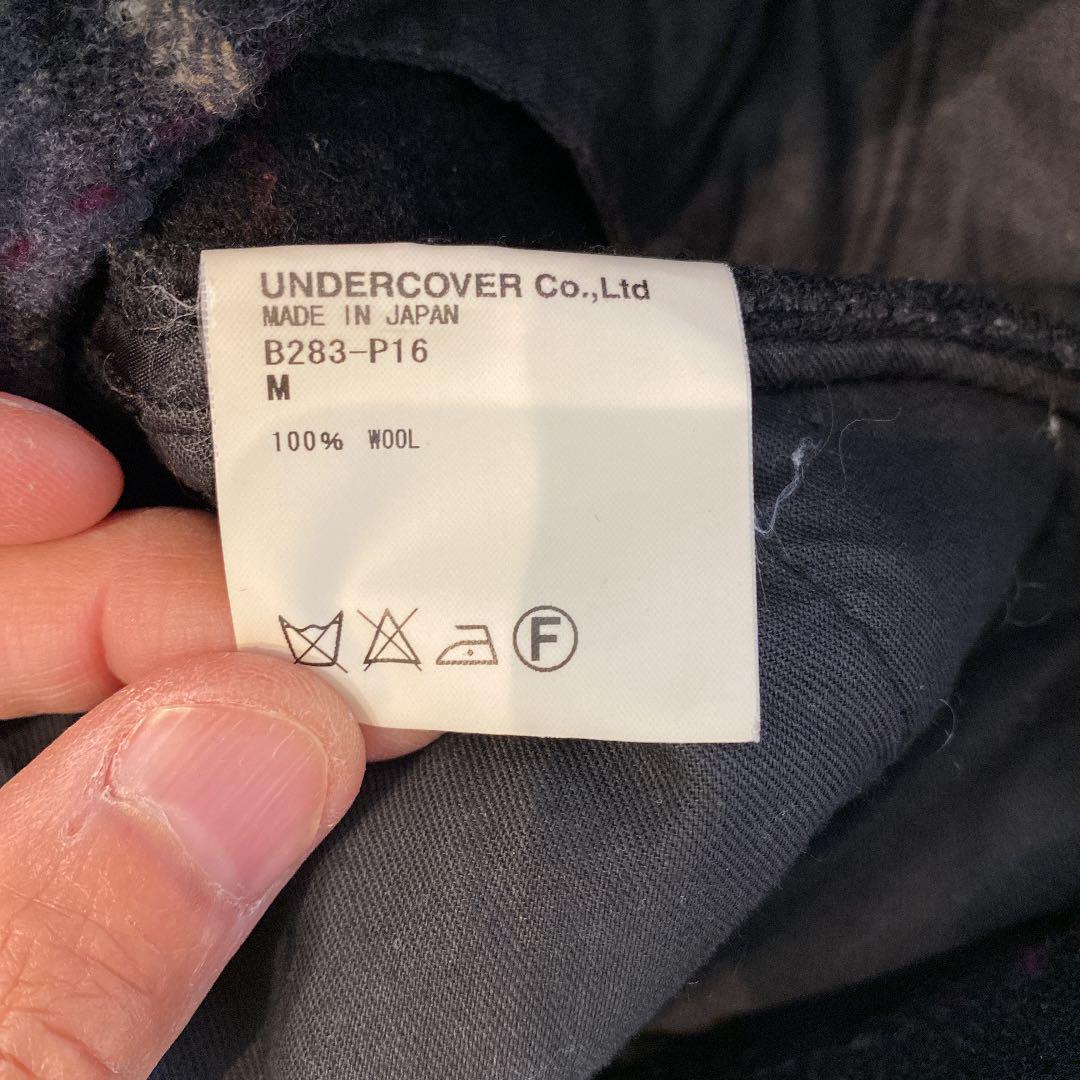 UNDERCOVER Co.,Ltd
MADE IN JAPAN
B283-P16
M
100% WOOL
F